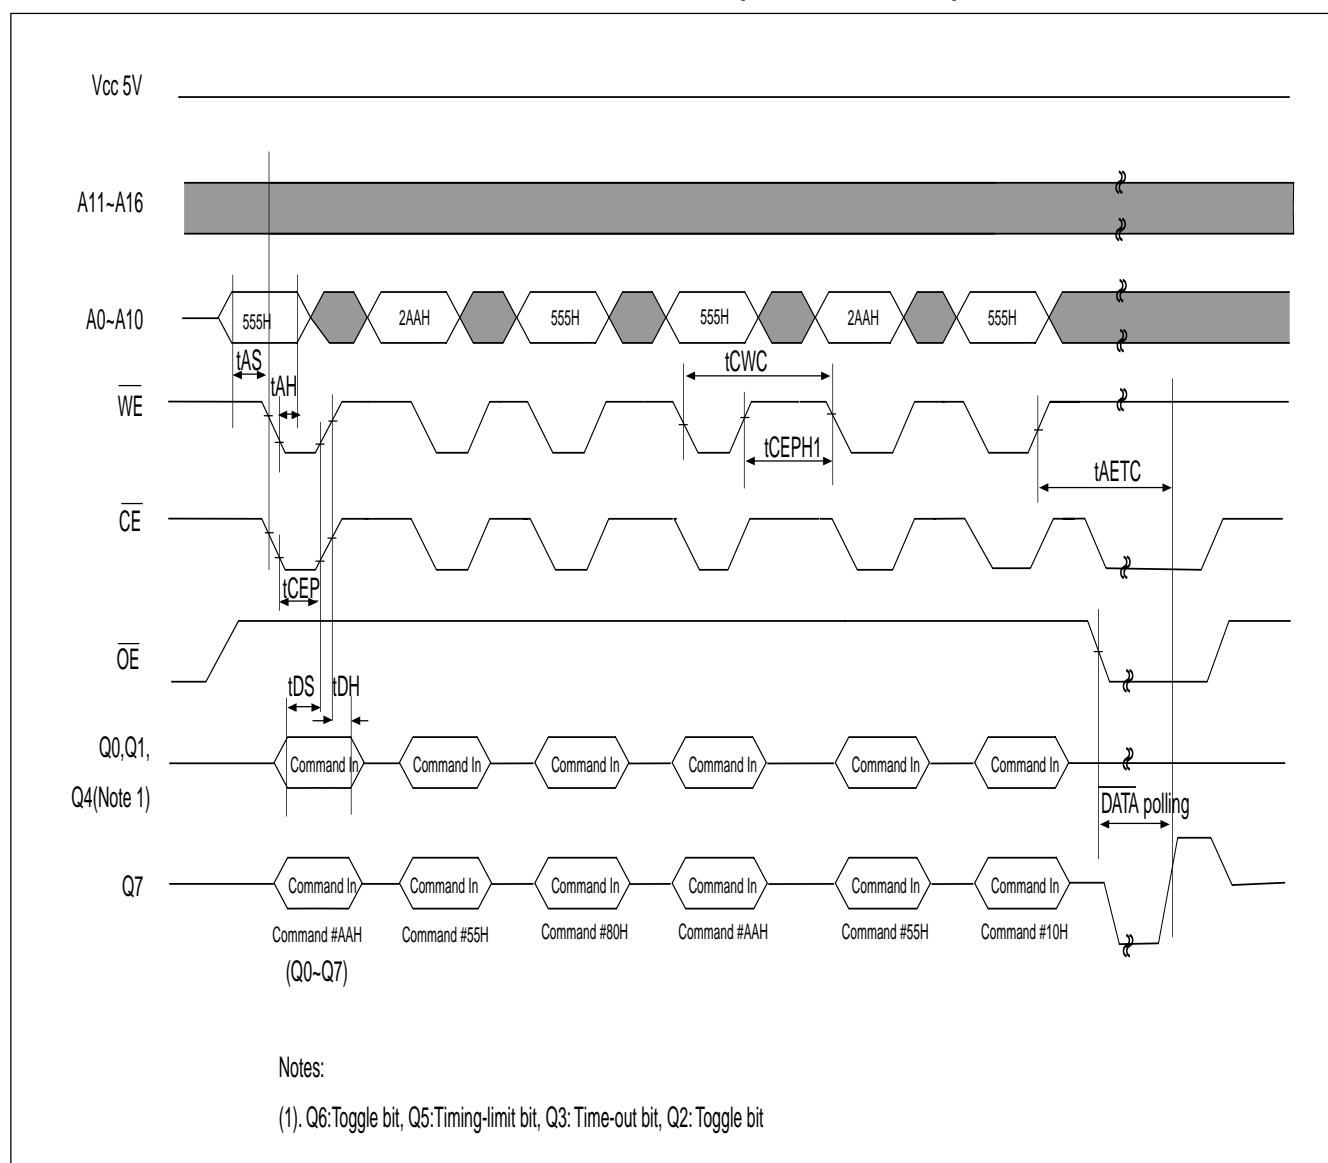 Vcc 5V
A11~A16
A0~A10
555H 2AAH 555H 555H 2AAH 555H
tAS
tAH
tCWC
WE
tCEPH1
tAETC
CE
tCEP
OE
tDS tDH
Q0,Q1,
Q4(Note 1)
Command In Command In Command In Command In Command In Command In
DATA polling
Q7
Command In Command In Command In Command In Command In Command In
Command #AAH Command #55H Command #80H Command #AAH Command #55H Command #10H
(Q0~Q7)
Notes:
(1). Q6:Toggle bit, Q5:Timing-limit bit, Q3: Time-out bit, Q2: Toggle bit